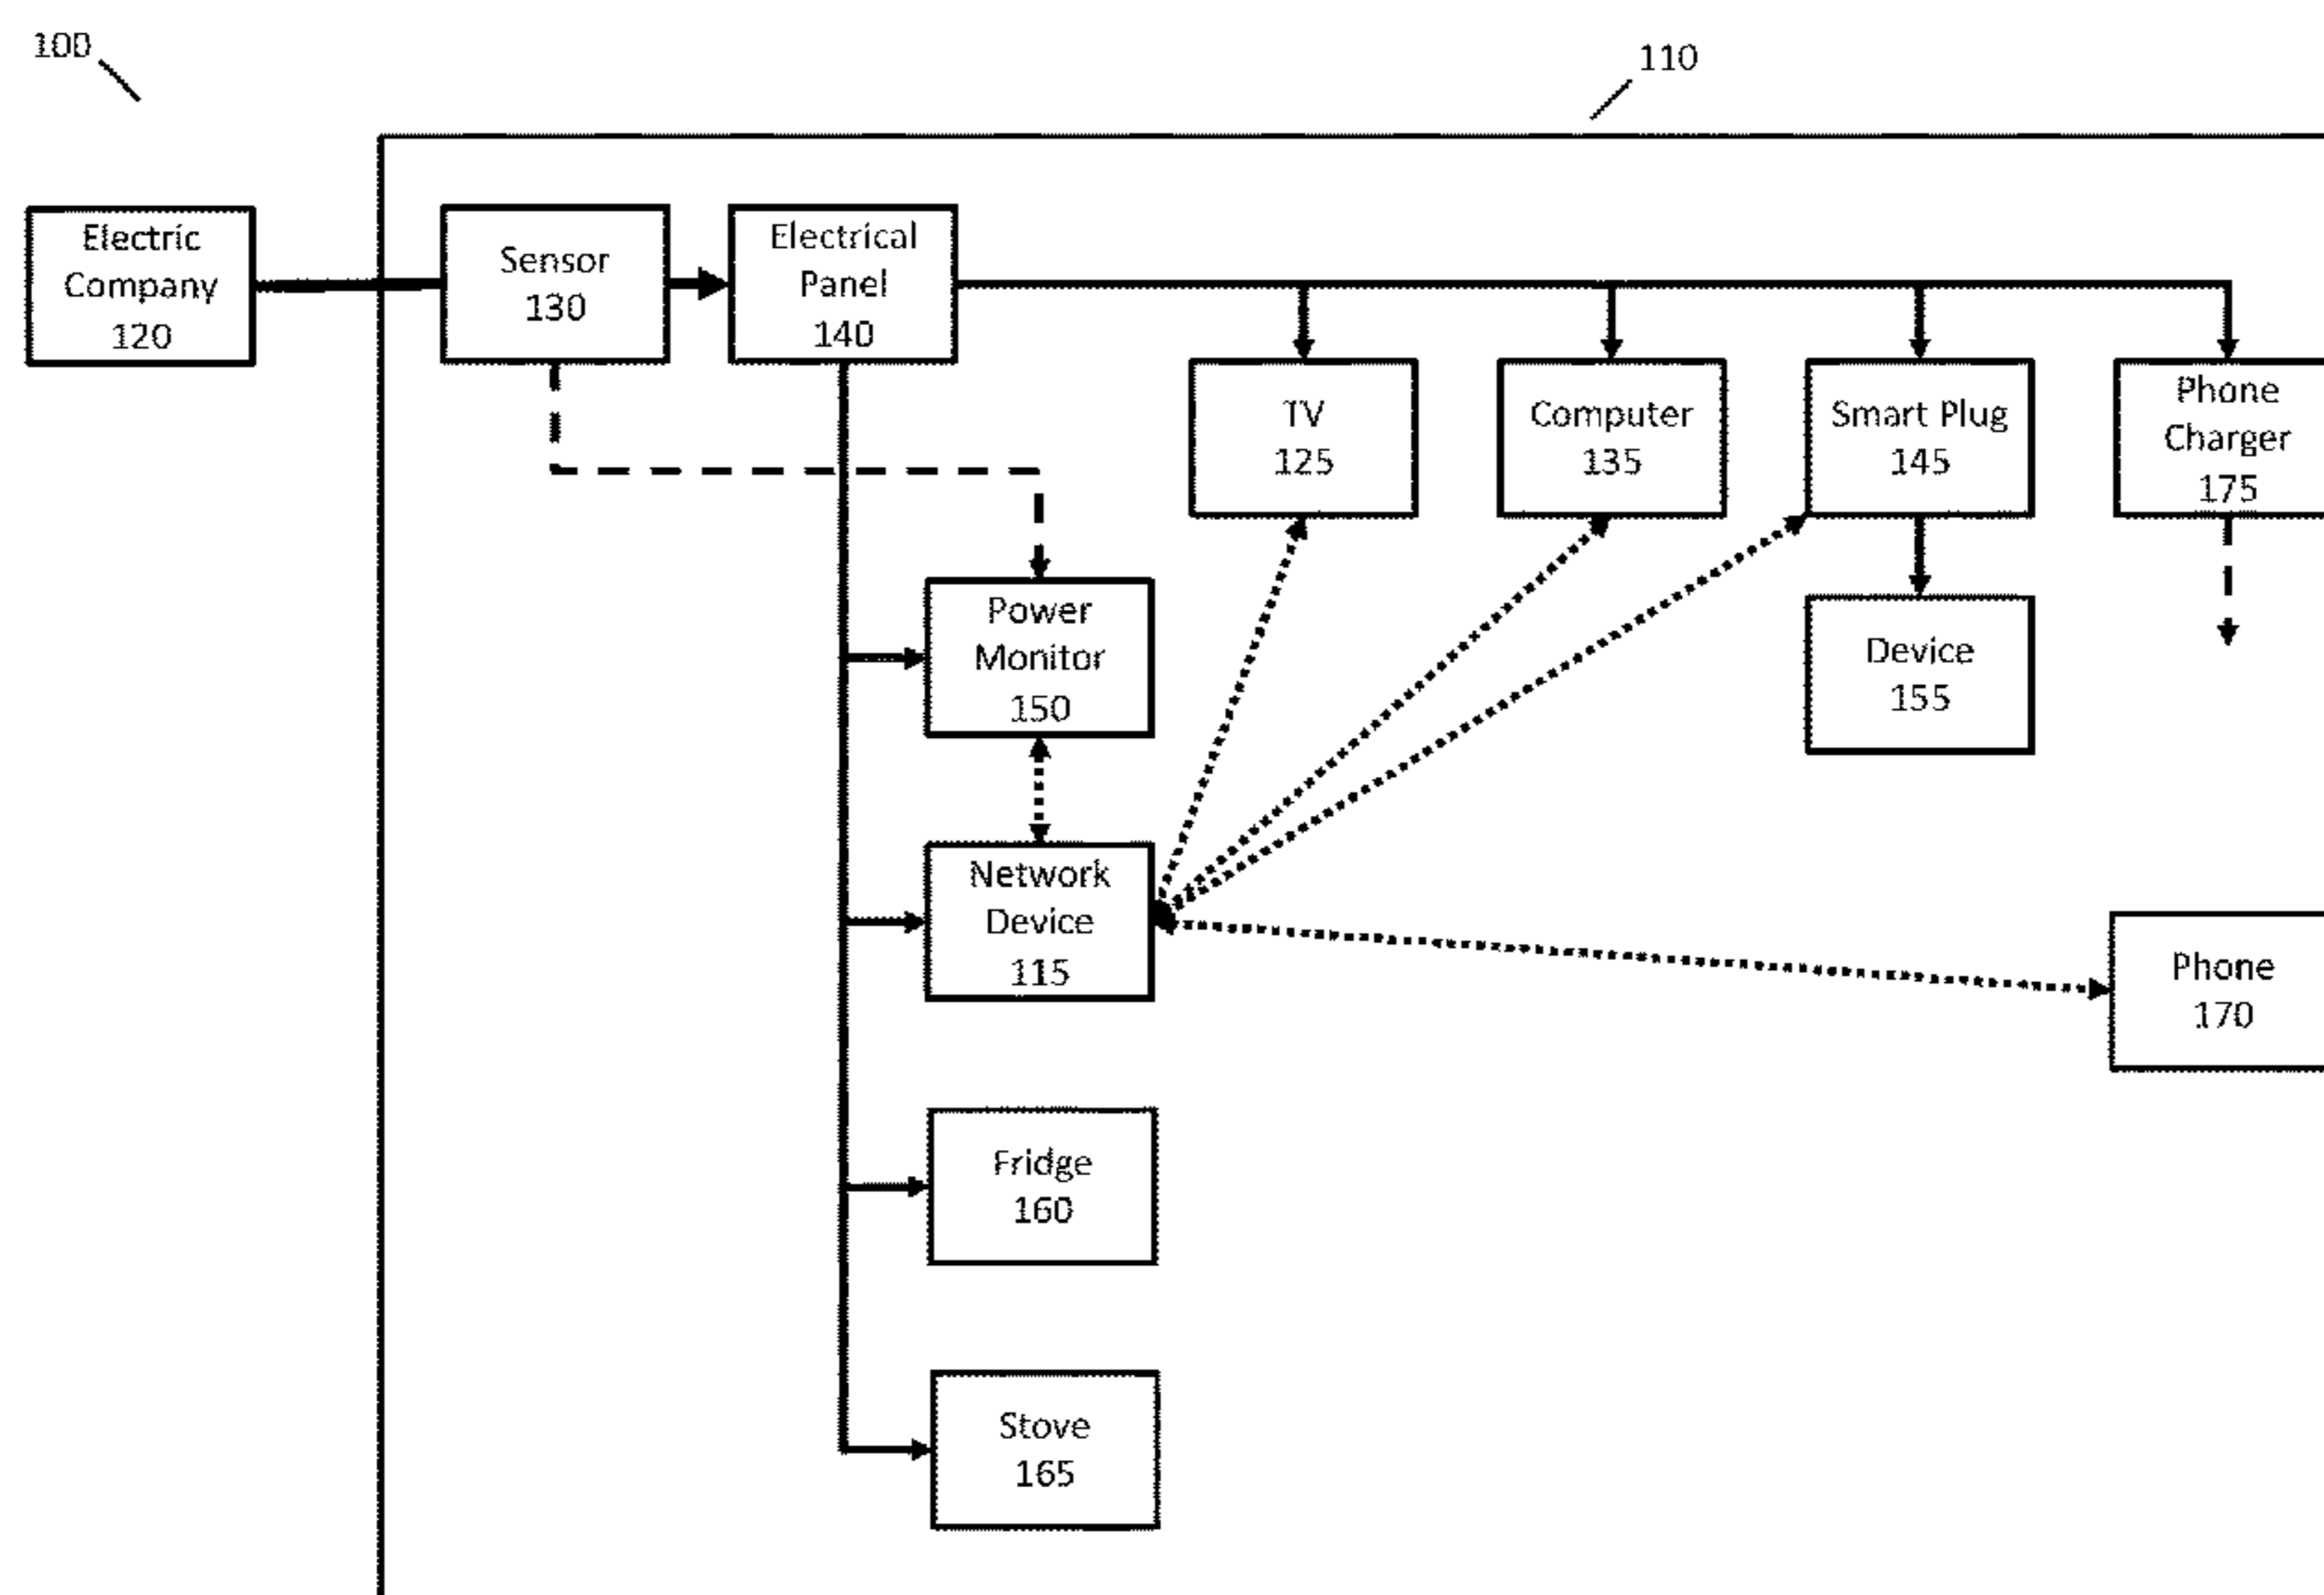 100
110
Electric
Company
120
Sensor
130
Electrical
Panel
140
TV
125
Computer
135
Smart Plug
145
Phone
Charger
175
Power
Monitor
150
Device
155
Network
Device
115
Phone
170
Fridge
160
Stove
165